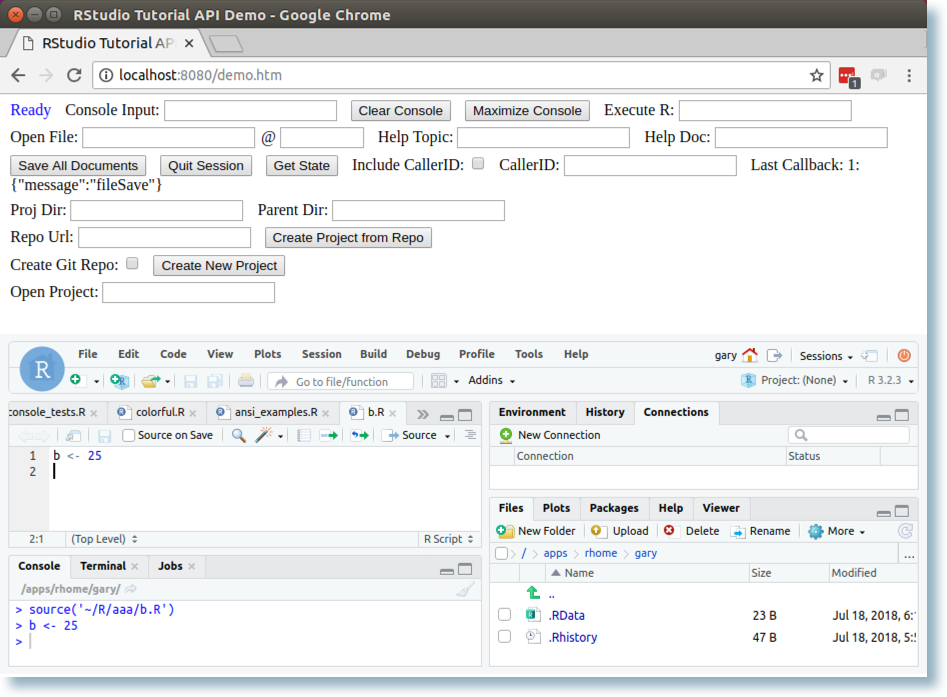 RStudio Tutorial API Demo - Google Chrome
RStudio Tutorial AP
localhost:8080/demo.htm
1
Ready Console Input: Clear Console Maximize Console Execute R:
Open File: @ Help Topic: Help Doc:
Save All Documents Quit Session Get State Include CallerID: CallerID: Last Callback: 1:
{"message":"fileSave"}
Proj Dir: Parent Dir:
Repo Url: Create Project from Repo
Create Git Repo: Create New Project
Open Project:
R File Edit Code View Plots Session Build Debug Profile Tools Help gary Sessions
Go to file/function Addins R Project: (None) R 3.2.3
console_tests.R colorful.R ansi_examples.R b.R
Source on Save Source
1 b <- 25
2
2:1 (Top Level) R Script
Console Terminal Jobs
/apps/rhome/gary/
> source('~/R/aaa/b.R')
> b <- 25
>
Environment History Connections
New Connection
Connection Status
Files Plots Packages Help Viewer
New Folder Upload Delete Rename More
/ apps rhome gary ...
Name Size Modified
..
.RData 23 B Jul 18, 2018, 6:
.Rhistory 47 B Jul 18, 2018, 5: